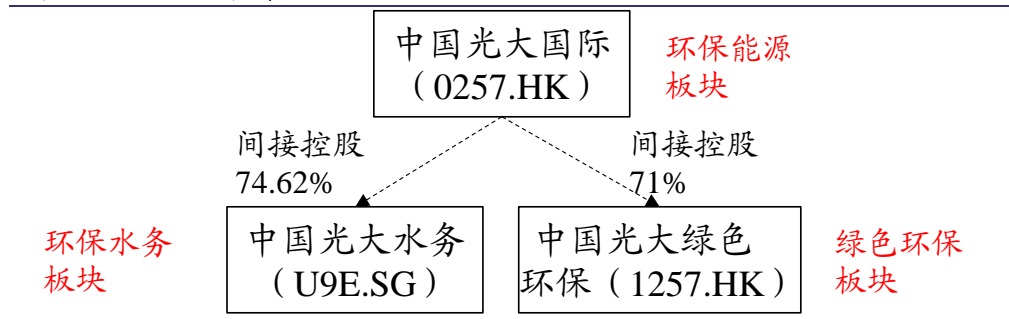 中国光大国际
（0257.HK）
环保能源
板块
间接控股
74.62%
间接控股
71%
环保水务
板块
中国光大水务
（U9E.SG）
中国光大绿色
环保（1257.HK）
绿色环保
板块